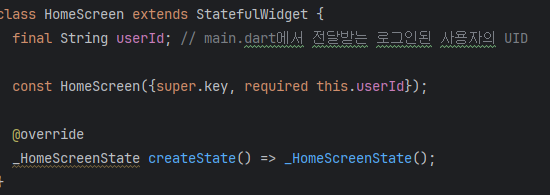 class HomeScreen extends StatefulWidget {
final String userId; // main.dart에서 전달받는 로그인된 사용자의 UID
const HomeScreen({super.key, required this.userId});
@override
_HomeScreenState createState() => _HomeScreenState();
}